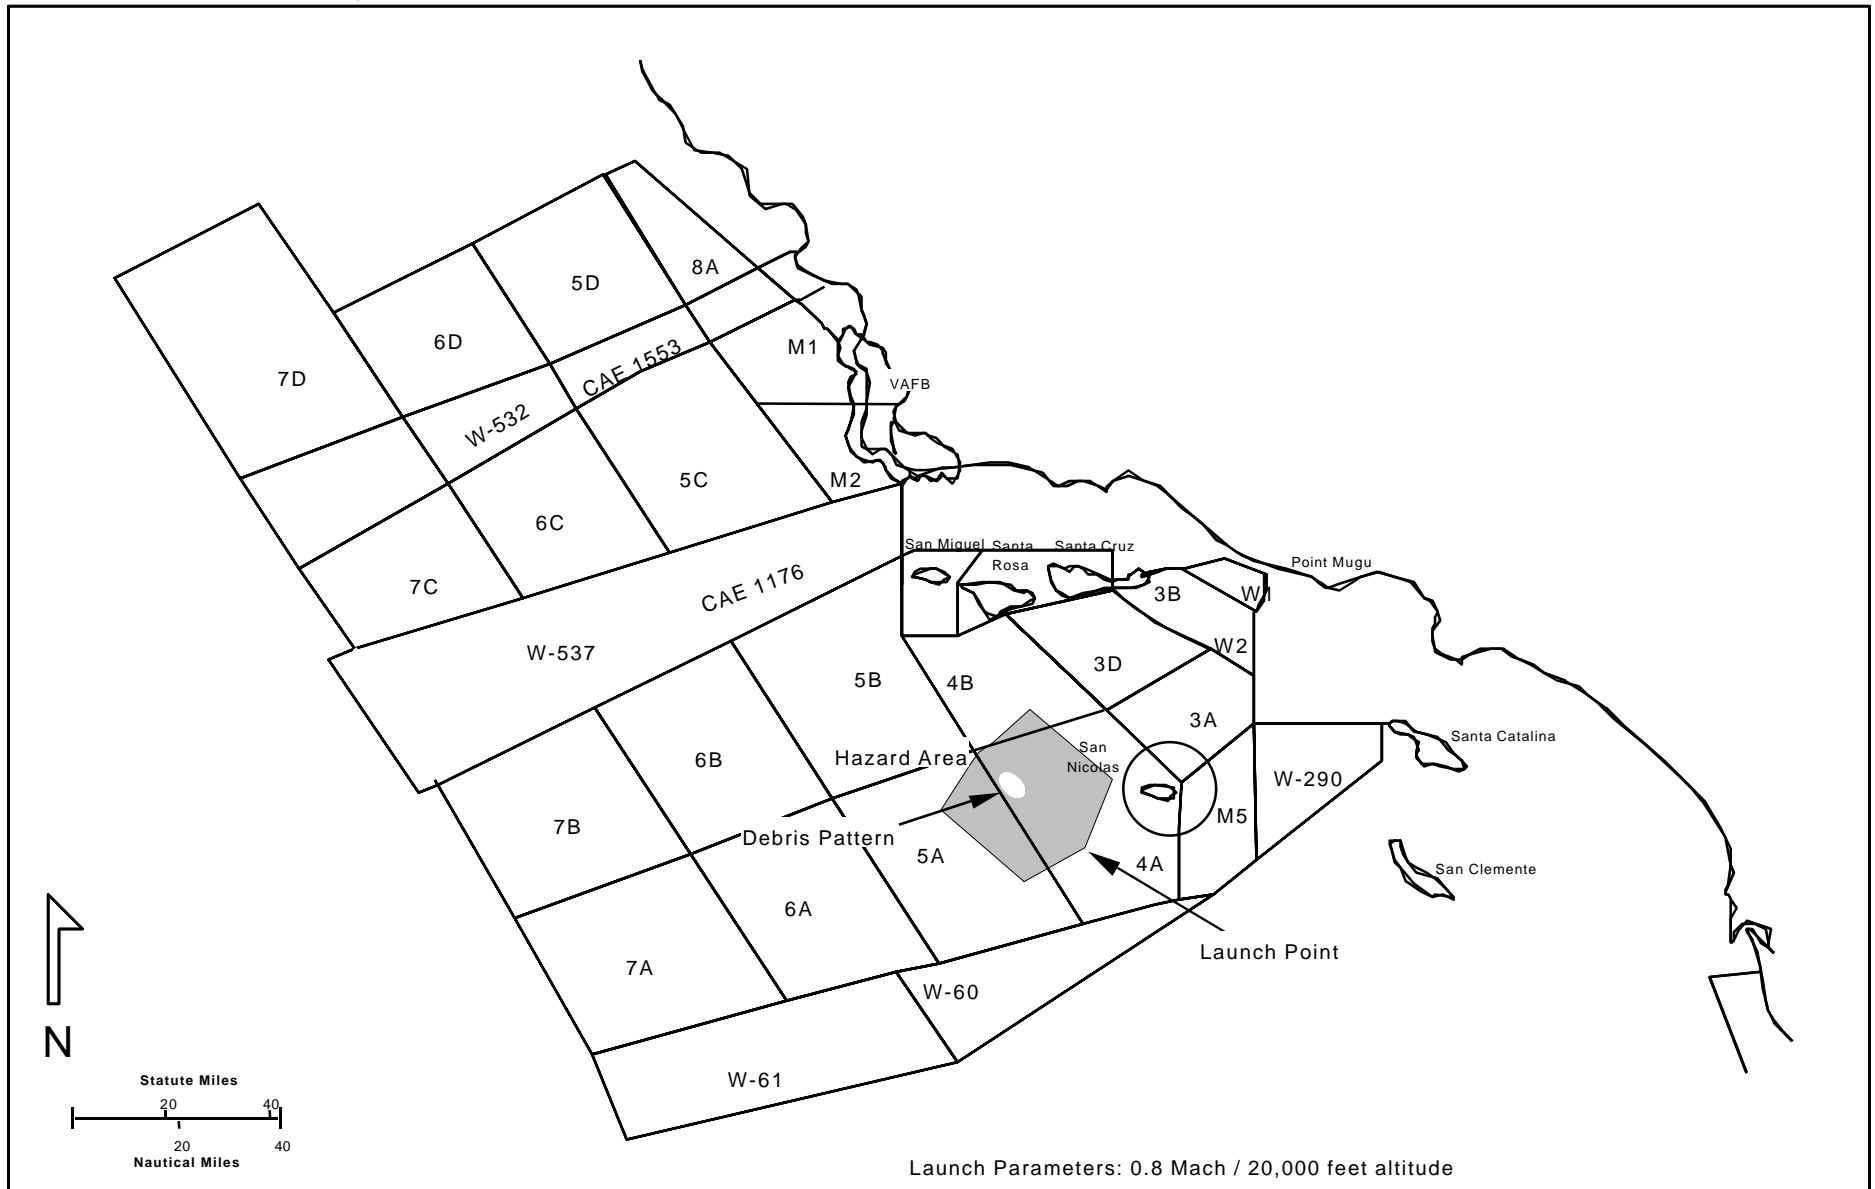 8A
5D
6D
M1
CAE 1553
7D
VAFB
W-532
5C
M2
6C
San Miguel
Santa
Rosa
Santa Cruz
Point Mugu
7C
CAE 1176
3B
W1
W-537
W2
3D
5B
4B
3A
Santa Catalina
San
Nicolas
Hazard Area
6B
W-290
M5
7B
Debris Pattern
5A
4A
San Clemente
6A
Launch Point
7A
W-60
N
W-61
Statute Miles
20 40
20 40
Nautical Miles
Launch Parameters: 0.8 Mach / 20,000 feet altitude